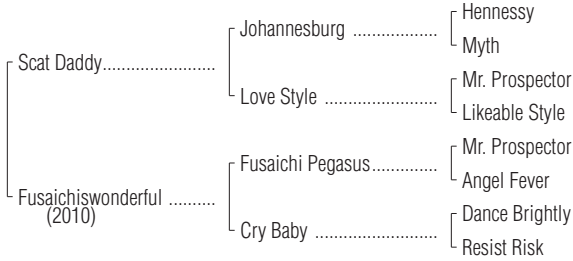 Hennessy
Johannesburg ..................
Myth
Scat Daddy........................
Mr. Prospector
Love Style ........................
Likeable Style
Mr. Prospector
Fusaichi Pegasus..............
Angel Fever
Fusaichiswonderful ..........
(2010)
Dance Brightly
Cry Baby ..........................
Resist Risk